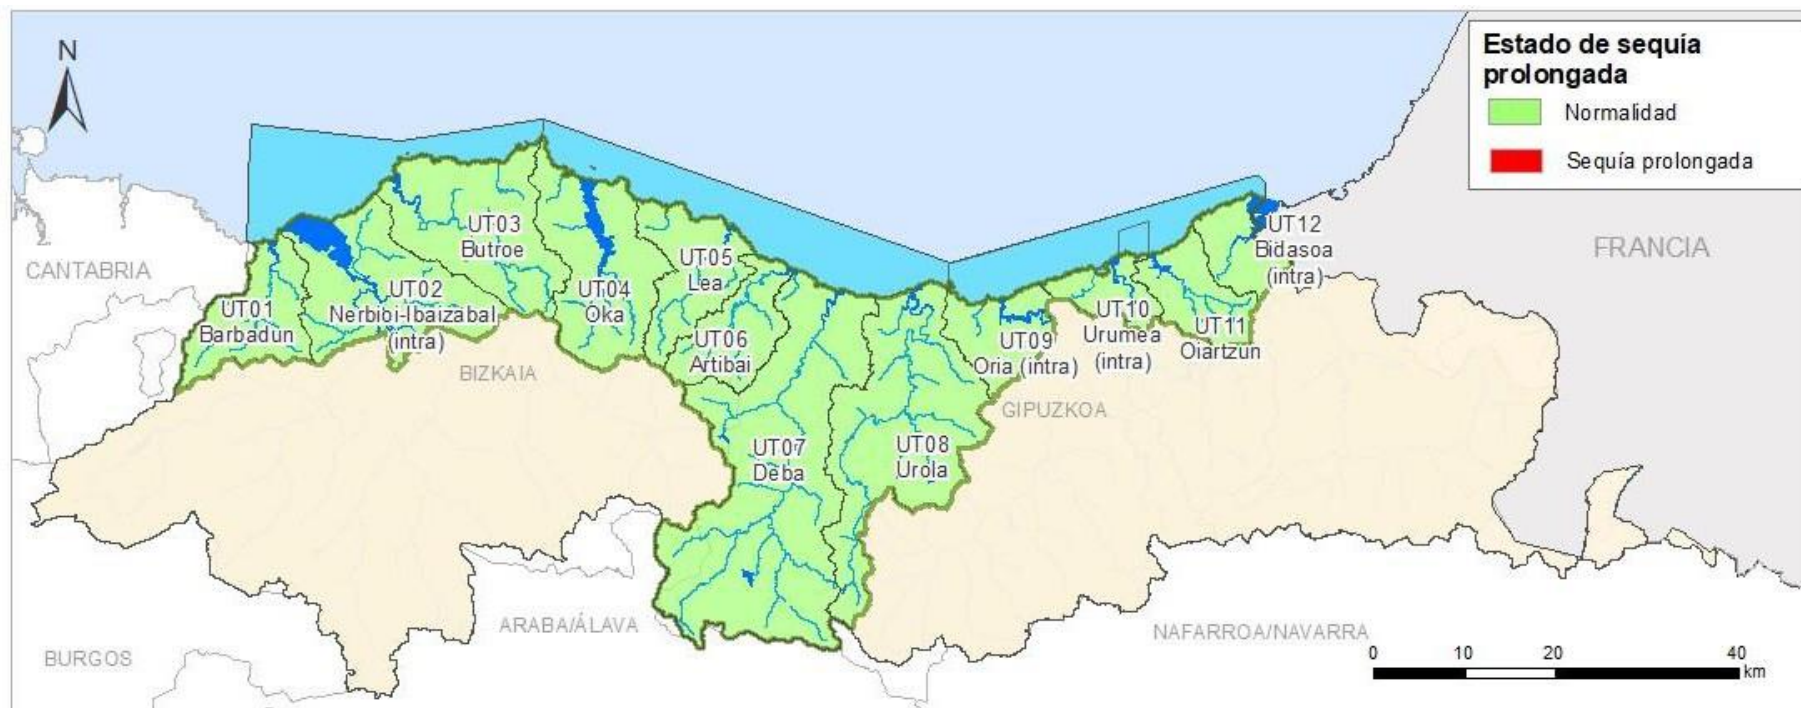 N
Estado de sequía
prolongada
Normalidad
Sequía prolongada
CANTABRIA
FRANCIA
UT01
Barbadun
UT02
Nerbioi-Ibaizabal
(intra)
UT03
Butroe
UT04
Oka
UT05
Lea
UT06
Artibai
UT07
Deba
UT08
Urola
UT09
Oria (intra)
UT10
Urumea
(intra)
UT11
Oiartzun
UT12
Bidasoa
(intra)
BIZKAIA
GIPUZKOA
ARABA/ÁLAVA
NAFARROA/NAVARRA
BURGOS
0 10 20 40
km